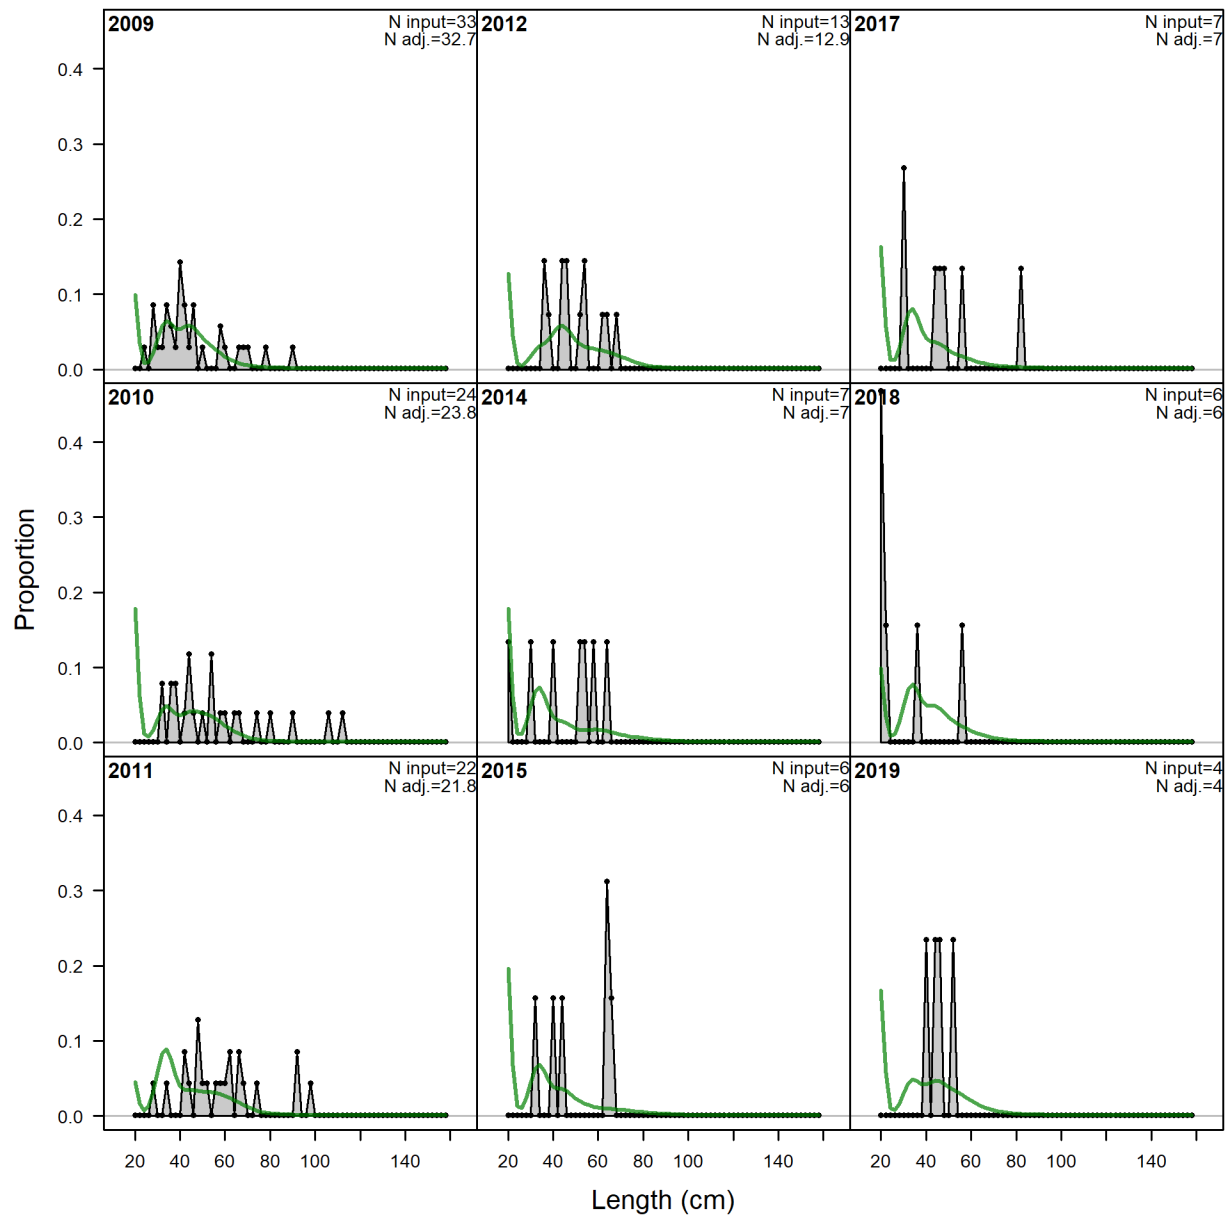 2009
N input=33
N adj.=32.7
2012
N input=13
N adj.=12.9
2017
N input=7
N adj.=7
0.4
0.3
0.2
0.1
0.0
2010
N input=24
N adj.=23.8
2014
N input=7
N adj.=7
2018
N input=6
N adj.=6
0.4
0.3
0.2
0.1
0.0
2011
N input=22
N adj.=21.8
2015
N input=6
N adj.=6
2019
N input=4
N adj.=4
0.4
0.3
0.2
0.1
0.0
Proportion
20 40 60 80 100 140
20 40 60 80 100 140
20 40 60 80 100 140
Length (cm)